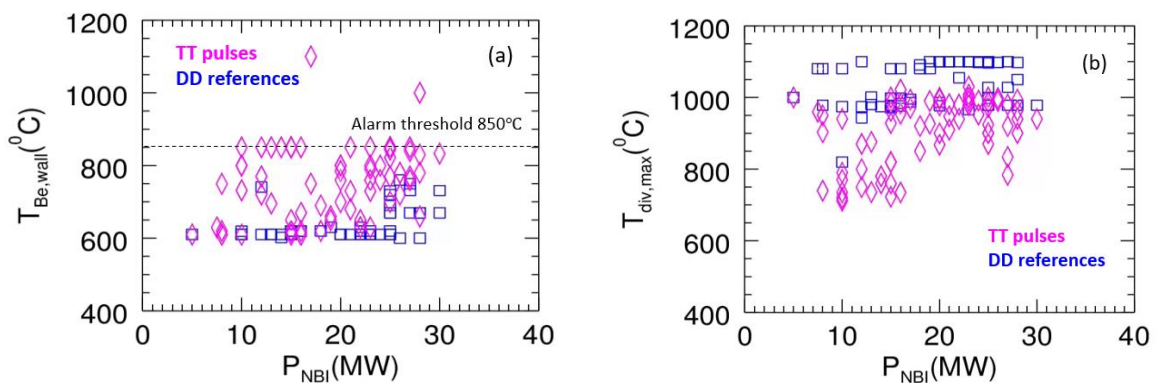 1200
1000
800
600
400
T_Be,wall(⁰C)
TT pulses
DD references
(a)
Alarm threshold 850°C
0
10
20
30
40
P_NBI(MW)
1200
1000
800
600
400
T_div,max(⁰C)
(b)
TT pulses
DD references
0
10
20
30
40
P_NBI(MW)